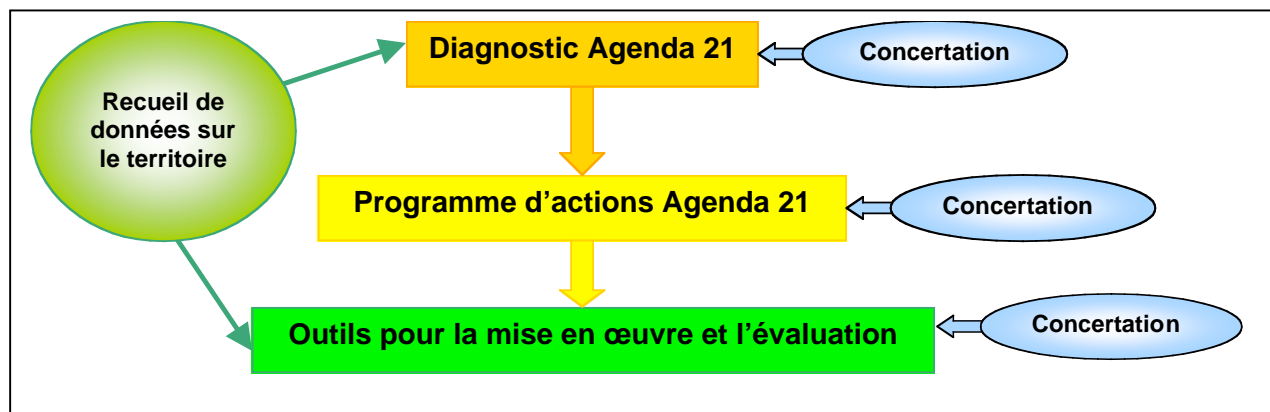 Diagnostic Agenda 21
Concertation
Recueil de
données sur
le territoire
Programme d’actions Agenda 21
Concertation
Outils pour la mise en œuvre et l’évaluation
Concertation